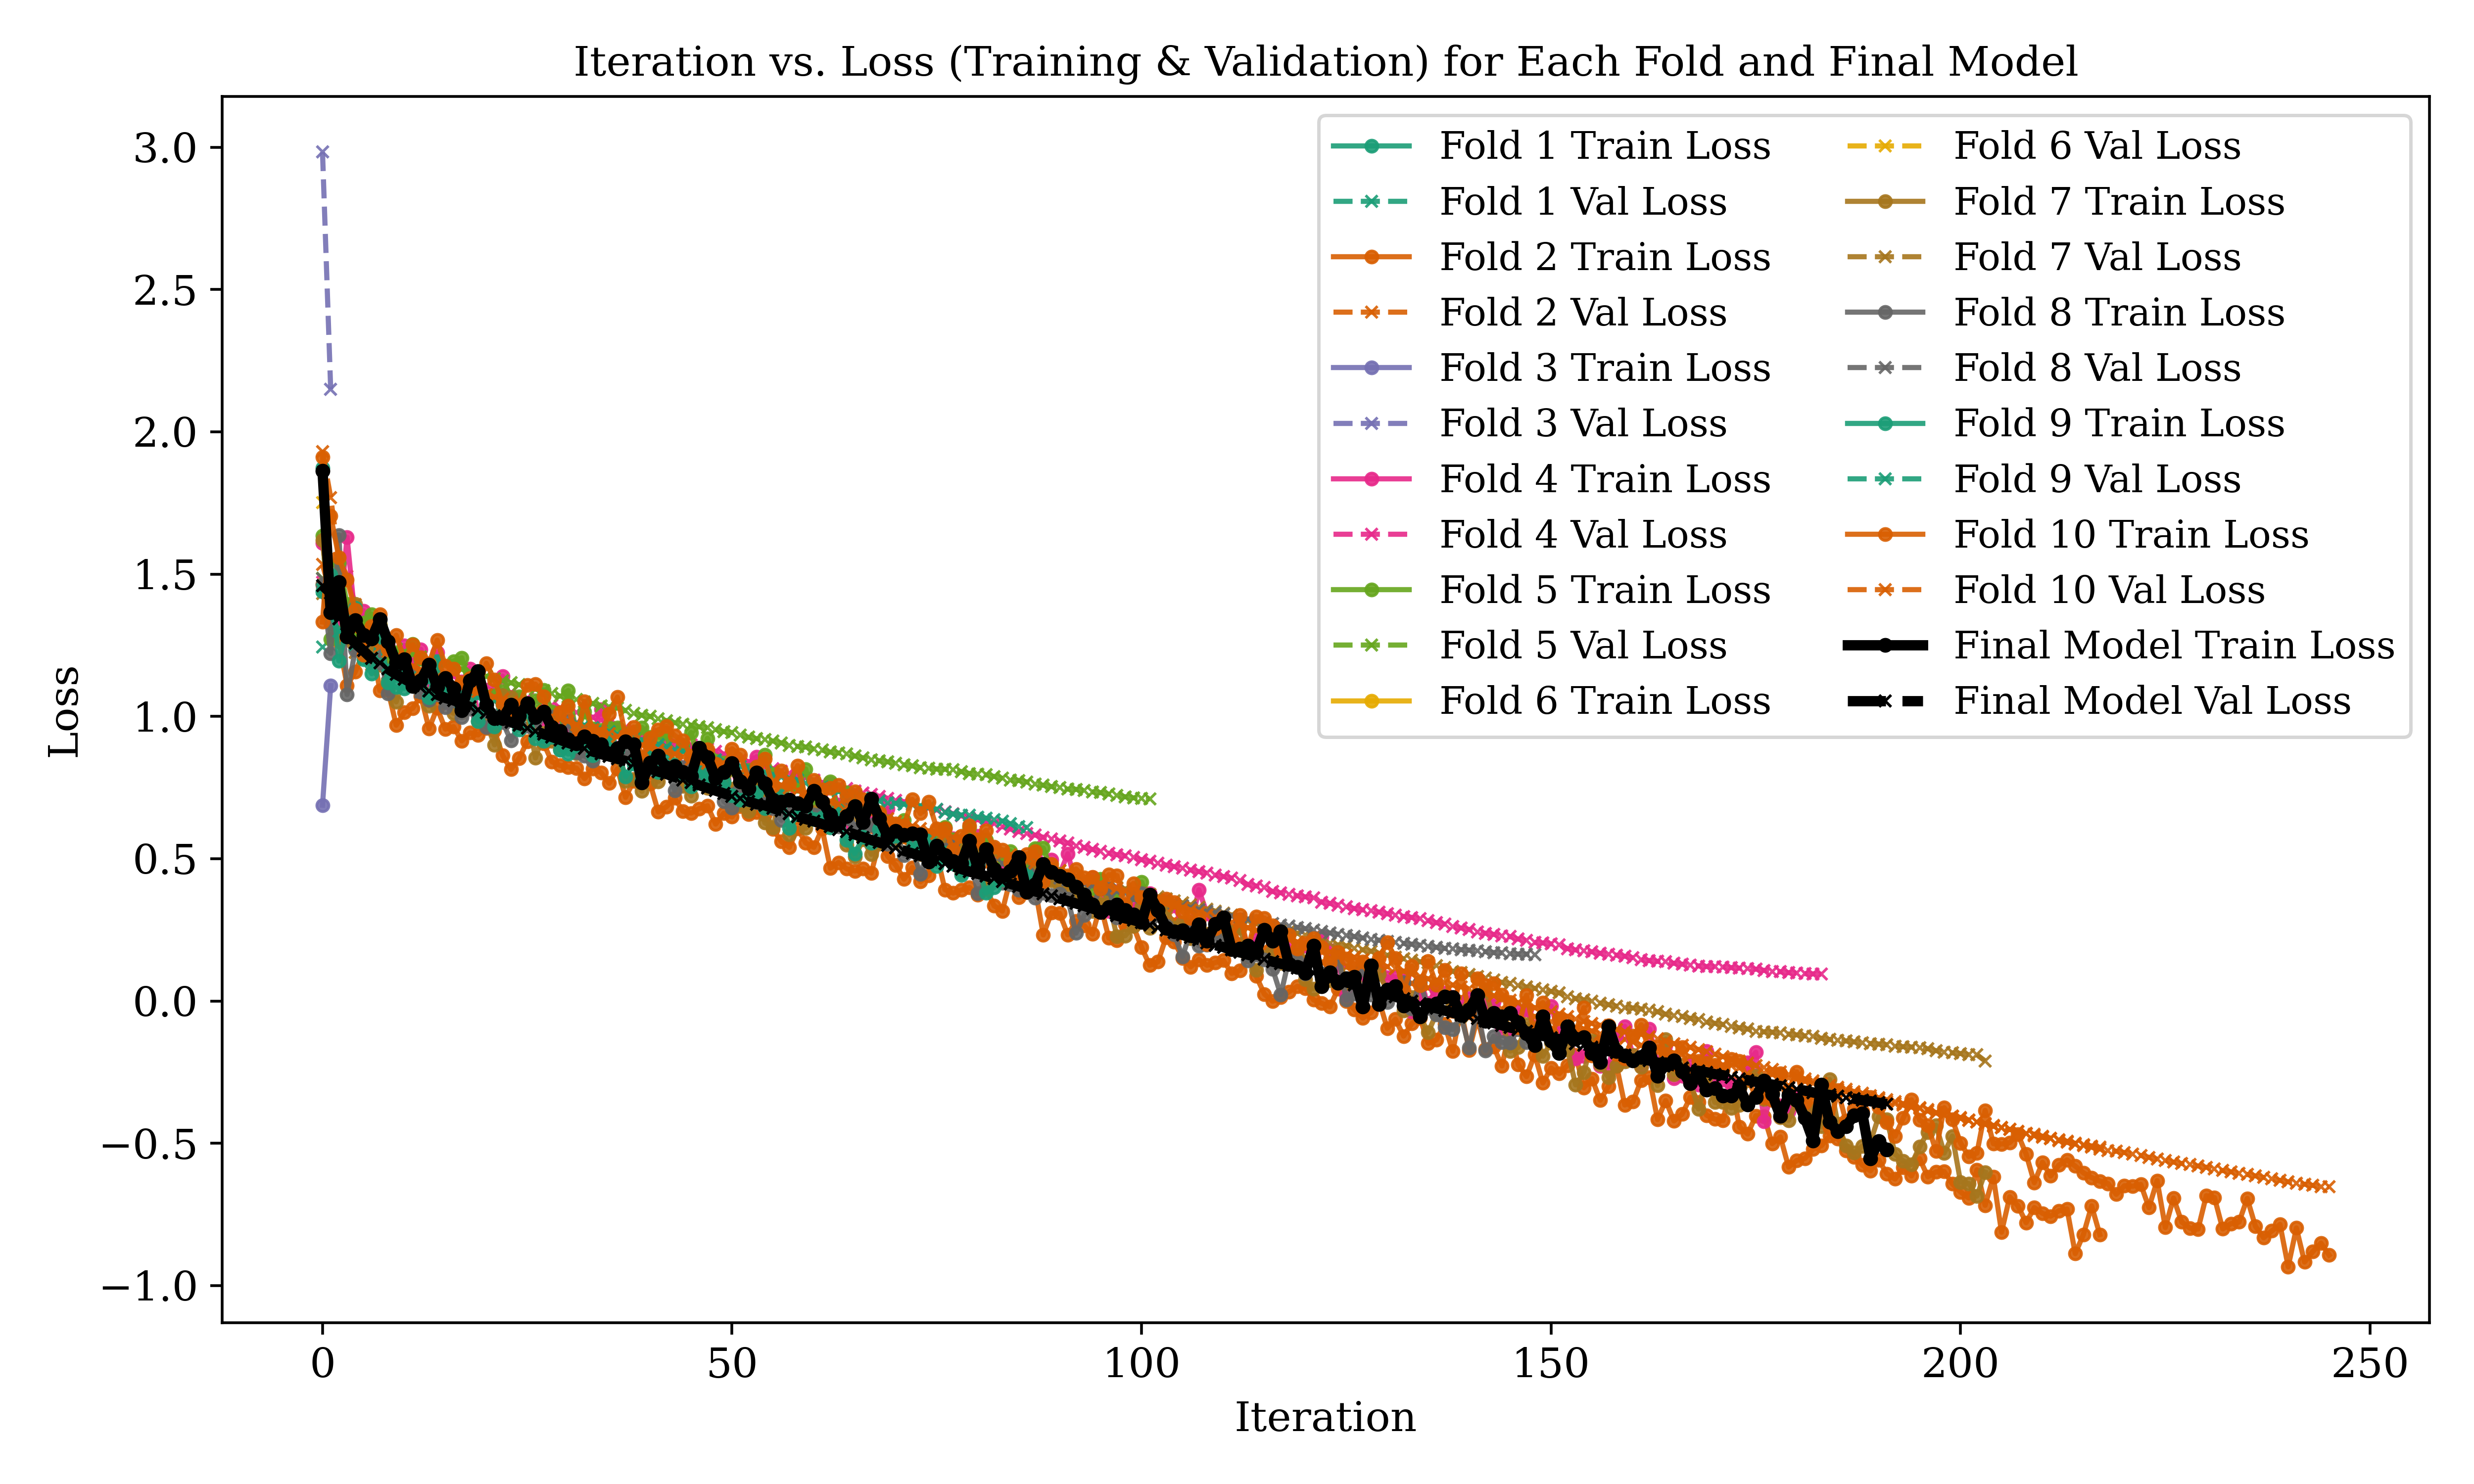 Iteration vs. Loss (Training & Validation) for Each Fold and Final Model
3.0
2.5
2.0
1.5
1.0
0.5
0.0
−0.5
−1.0
Loss
Fold 1 Train Loss
Fold 1 Val Loss
Fold 2 Train Loss
Fold 2 Val Loss
Fold 3 Train Loss
Fold 3 Val Loss
Fold 4 Train Loss
Fold 4 Val Loss
Fold 5 Train Loss
Fold 5 Val Loss
Fold 6 Train Loss
Fold 6 Val Loss
Fold 7 Train Loss
Fold 7 Val Loss
Fold 8 Train Loss
Fold 8 Val Loss
Fold 9 Train Loss
Fold 9 Val Loss
Fold 10 Train Loss
Fold 10 Val Loss
Final Model Train Loss
Final Model Val Loss
0 50 100 150 200 250
Iteration